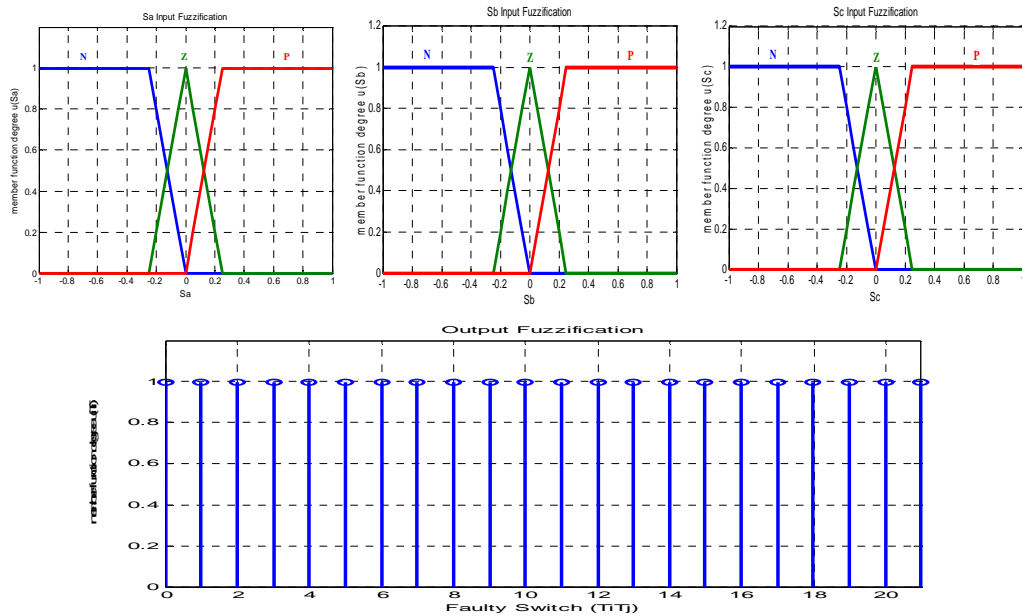 Sa Input Fuzzification
N Z P
member function degree u(Sa)
1
0.8
0.6
0.4
0.2
0
-1 -0.8 -0.6 -0.4 -0.2 0 0.2 0.4 0.6 0.8 1
Sa
Sb Input Fuzzification
N Z P
member function degree u(Sb)
1.2
1
0.8
0.6
0.4
0.2
0
-1 -0.8 -0.6 -0.4 -0.2 0 0.2 0.4 0.6 0.8 1
Sb
Sc Input Fuzzification
N Z P
member function degree u(Sc)
1.2
1
0.8
0.6
0.4
0.2
0
-1 -0.8 -0.6 -0.4 -0.2 0 0.2 0.4 0.6 0.8 1
Sc
Output Fuzzification
1
0.8
0.6
0.4
0.2
0
0 2 4 6 8 10 12 14 16 18 20
Faulty Switch (TiTj)